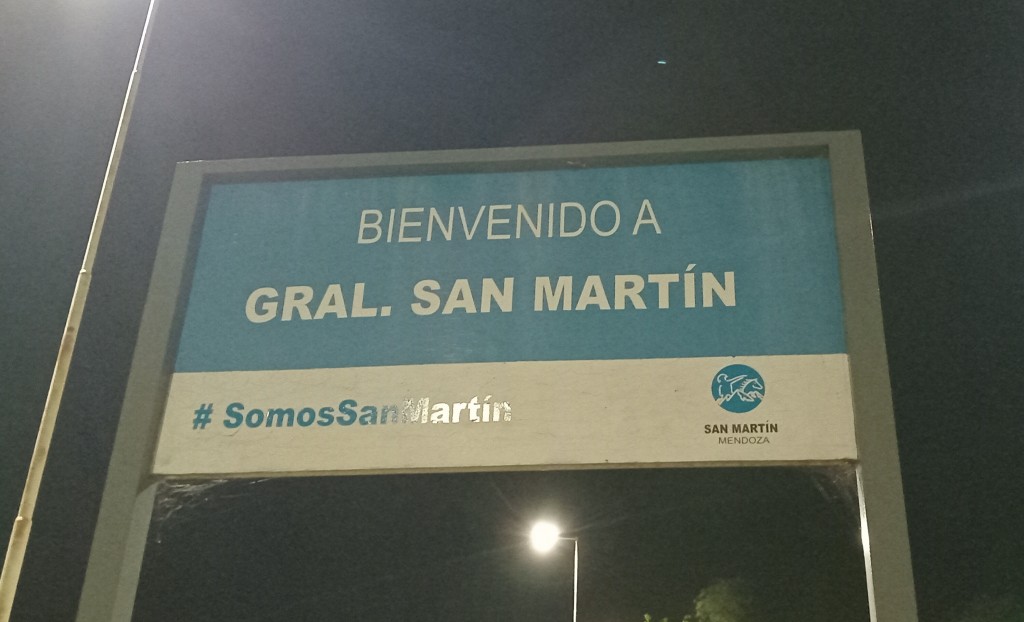 BIENVENIDO A
GRAL. SAN MARTÍN
# SomosSanMartín
SAN MARTÍN
MENDOZA